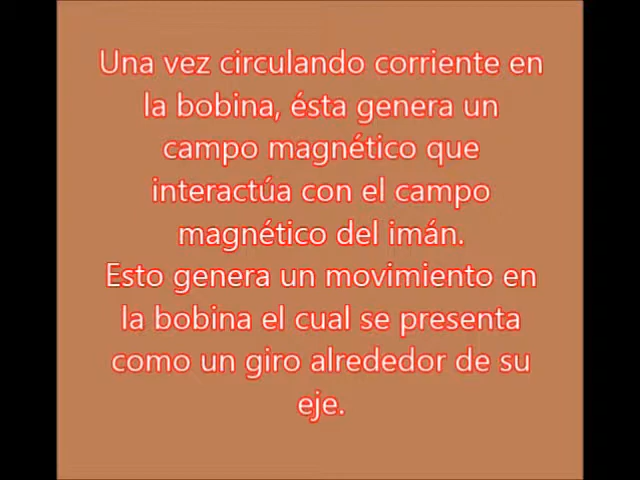 Una vez circulando corriente en
la bobina, ésta genera un
campo magnético que
interactúa con el campo
magnético del imán.
Esto genera un movimiento en
la bobina el cual se presenta
como un giro alrededor de su
eje.